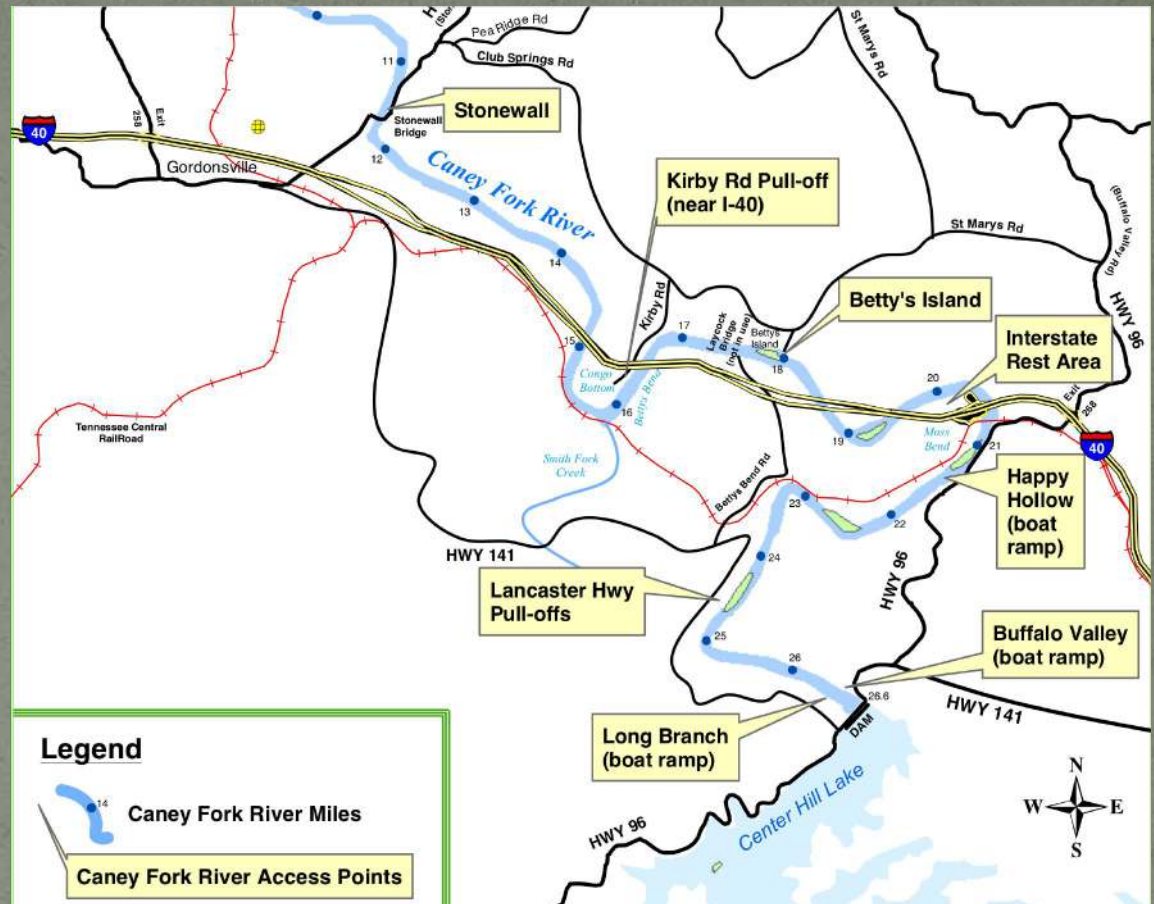 11
Pea Ridge Rd
Club Springs Rd
St Marys Rd
Stonewall
Stonewall
Bridge
Exit
258
40
Gordonsville
12
Caney Fork River
13
14
Kirby Rd Pull-off
(near I-40)
St Marys Rd
(Buffalo Valley Rd)
HWY 96
Betty's Island
Kirby Rd
17
Laycock
Bridge
(not in use)
Bettys
Island
18
Interstate
Rest Area
15
Congo
Bottom
Bettys Bend
16
20
Exit
268
40
19
Moss
Bend
21
Tennessee Central
RailRoad
Smith Fork
Creek
Bettys Bend Rd
23
22
Happy
Hollow
(boat
ramp)
HWY 141
24
HWY 96
Lancaster Hwy
Pull-offs
25
26
Buffalo Valley
(boat ramp)
26.6
HWY 141
DAM
Long Branch
(boat ramp)
Center Hill Lake
HWY 96
N
W
E
S
Legend
14
Caney Fork River Miles
Caney Fork River Access Points